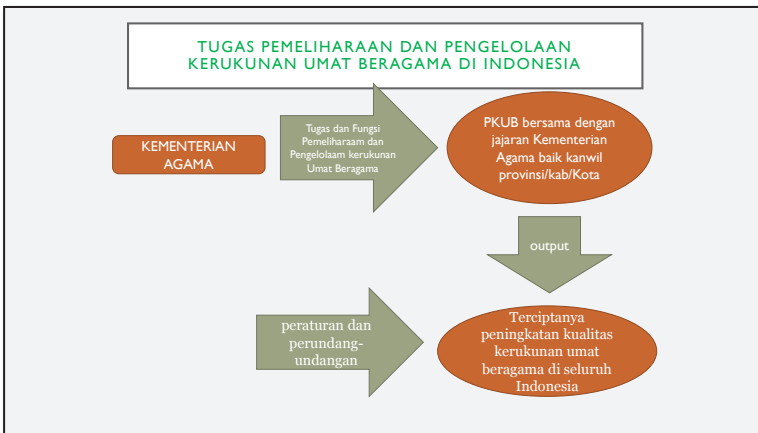 TUGAS PEMELIHARAAN DAN PENGELOLAAN
KERUKUNAN UMAT BERAGAMA DI INDONESIA
KEMENTERIAN
AGAMA
Tugas dan Fungsi
Pemeliharaam dan
Pengelolaam kerukunan
Umat Beragama
PKUB bersama dengan
jajaran Kementerian
Agama baik kanwil
provinsi/kab/Kota
output
peraturan dan
perundang-
undangan
Terciptanya
peningkatan kualitas
kerukunan umat
beragama di seluruh
Indonesia